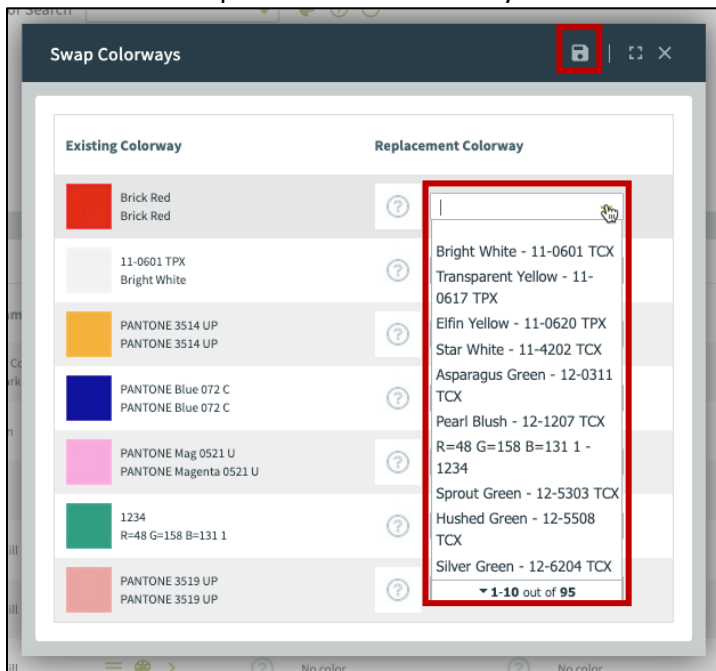 Swap Colorways
Existing Colorway
Replacement Colorway
Brick Red
Brick Red
11-0601 TPX
Bright White
PANTONE 3514 UP
PANTONE 3514 UP
PANTONE Blue 072 C
PANTONE Blue 072 C
PANTONE Mag 0521 U
PANTONE Magenta 0521 U
1234
R=48 G=158 B=131 1
PANTONE 3519 UP
PANTONE 3519 UP
Bright White - 11-0601 TCX
Transparent Yellow - 11-
0617 TPX
Elfin Yellow - 11-0620 TPX
Star White - 11-4202 TCX
Asparagus Green - 12-0311
TCX
Pearl Blush - 12-1207 TCX
R=48 G=158 B=131 1 -
1234
Sprout Green - 12-5303 TCX
Hushed Green - 12-5508
TCX
Silver Green - 12-6204 TCX
1-10 out of 95
No color
No color